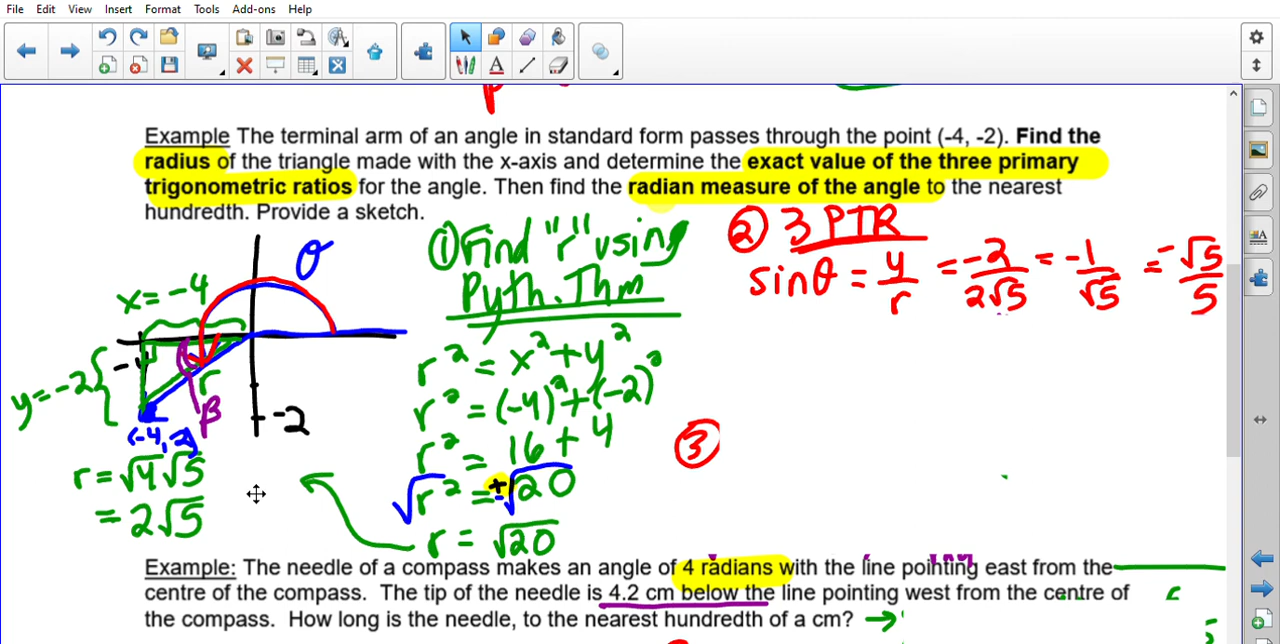 File Edit View Insert Format Tools Add-ons Help
Example The terminal arm of an angle in standard form passes through the point (-4, -2). Find the
radius of the triangle made with the x-axis and determine the exact value of the three primary
trigonometric ratios for the angle. Then find the radian measure of the angle to the nearest
hundredth. Provide a sketch.
θ
x = -4
-4
y = -2
r
β
(-4, -2)
-2
r = √4√5
= 2√5
① Find "r" using
Pyth. Thm
r² = x² + y²
r² = (-4)² + (-2)²
r² = 16 + 4
√r² = ±√20
r = √20
② 3 PTR
sinθ = y/r = -2/2√5 = -1/√5 = -√5/5
③
Example: The needle of a compass makes an angle of 4 radians with the line pointing east from the
centre of the compass. The tip of the needle is 4.2 cm below the line pointing west from the centre of
the compass. How long is the needle, to the nearest hundredth of a cm? →